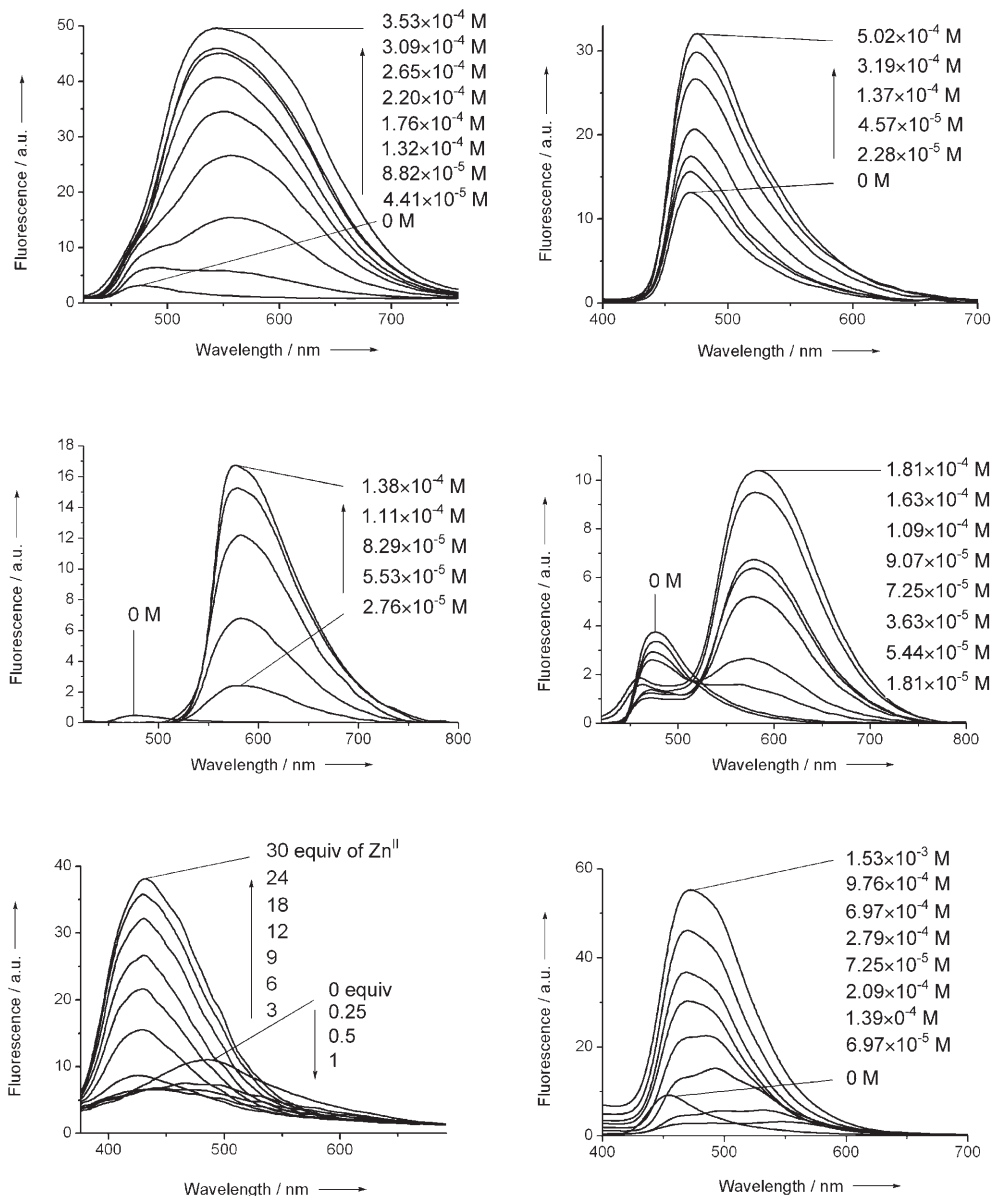 50
40
30
20
10
0
Fluorescence / a.u.
500
600
700
Wavelength / nm
3.53×10-4 M
3.09×10-4 M
2.65×10-4 M
2.20×10-4 M
1.76×10-4 M
1.32×10-4 M
8.82×10-5 M
4.41×10-5 M
0 M
30
20
10
0
Fluorescence / a.u.
400
500
600
700
Wavelength / nm
5.02×10-4 M
3.19×10-4 M
1.37×10-4 M
4.57×10-5 M
2.28×10-5 M
0 M
18
16
14
12
10
8
6
4
2
0
Fluorescence / a.u.
500
600
700
800
Wavelength / nm
0 M
1.38×10-4 M
1.11×10-4 M
8.29×10-5 M
5.53×10-5 M
2.76×10-5 M
10
8
6
4
2
0
Fluorescence / a.u.
500
600
700
800
Wavelength / nm
0 M
1.81×10-4 M
1.63×10-4 M
1.09×10-4 M
9.07×10-5 M
7.25×10-5 M
3.63×10-5 M
5.44×10-5 M
1.81×10-5 M
40
30
20
10
0
Fluorescence / a.u.
400
500
600
Wavelength / nm
30 equiv of ZnII
24
18
12
9
6
3
0 equiv
0.25
0.5
1
60
40
20
0
Fluorescence / a.u.
400
500
600
700
Wavelength / nm
1.53×10-3 M
9.76×10-4 M
6.97×10-4 M
2.79×10-4 M
7.25×10-5 M
2.09×10-4 M
1.39×0-4 M
6.97×10-5 M
0 M